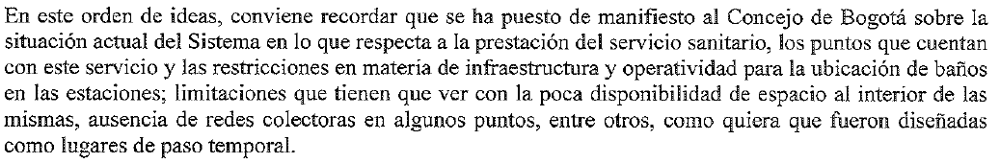 En este orden de ideas, conviene recordar que se ha puesto de manifiesto al Concejo de Bogotá sobre la
situación actual del Sistema en lo que respecta a la prestación del servicio sanitario, los puntos que cuentan
con este servicio y las restricciones en materia de infraestructura y operatividad para la ubicación de baños
en las estaciones; limitaciones que tienen que ver con la poca disponibilidad de espacio al interior de las
mismas, ausencia de redes colectoras en algunos puntos, entre otros, como quiera que fueron diseñadas
como lugares de paso temporal.